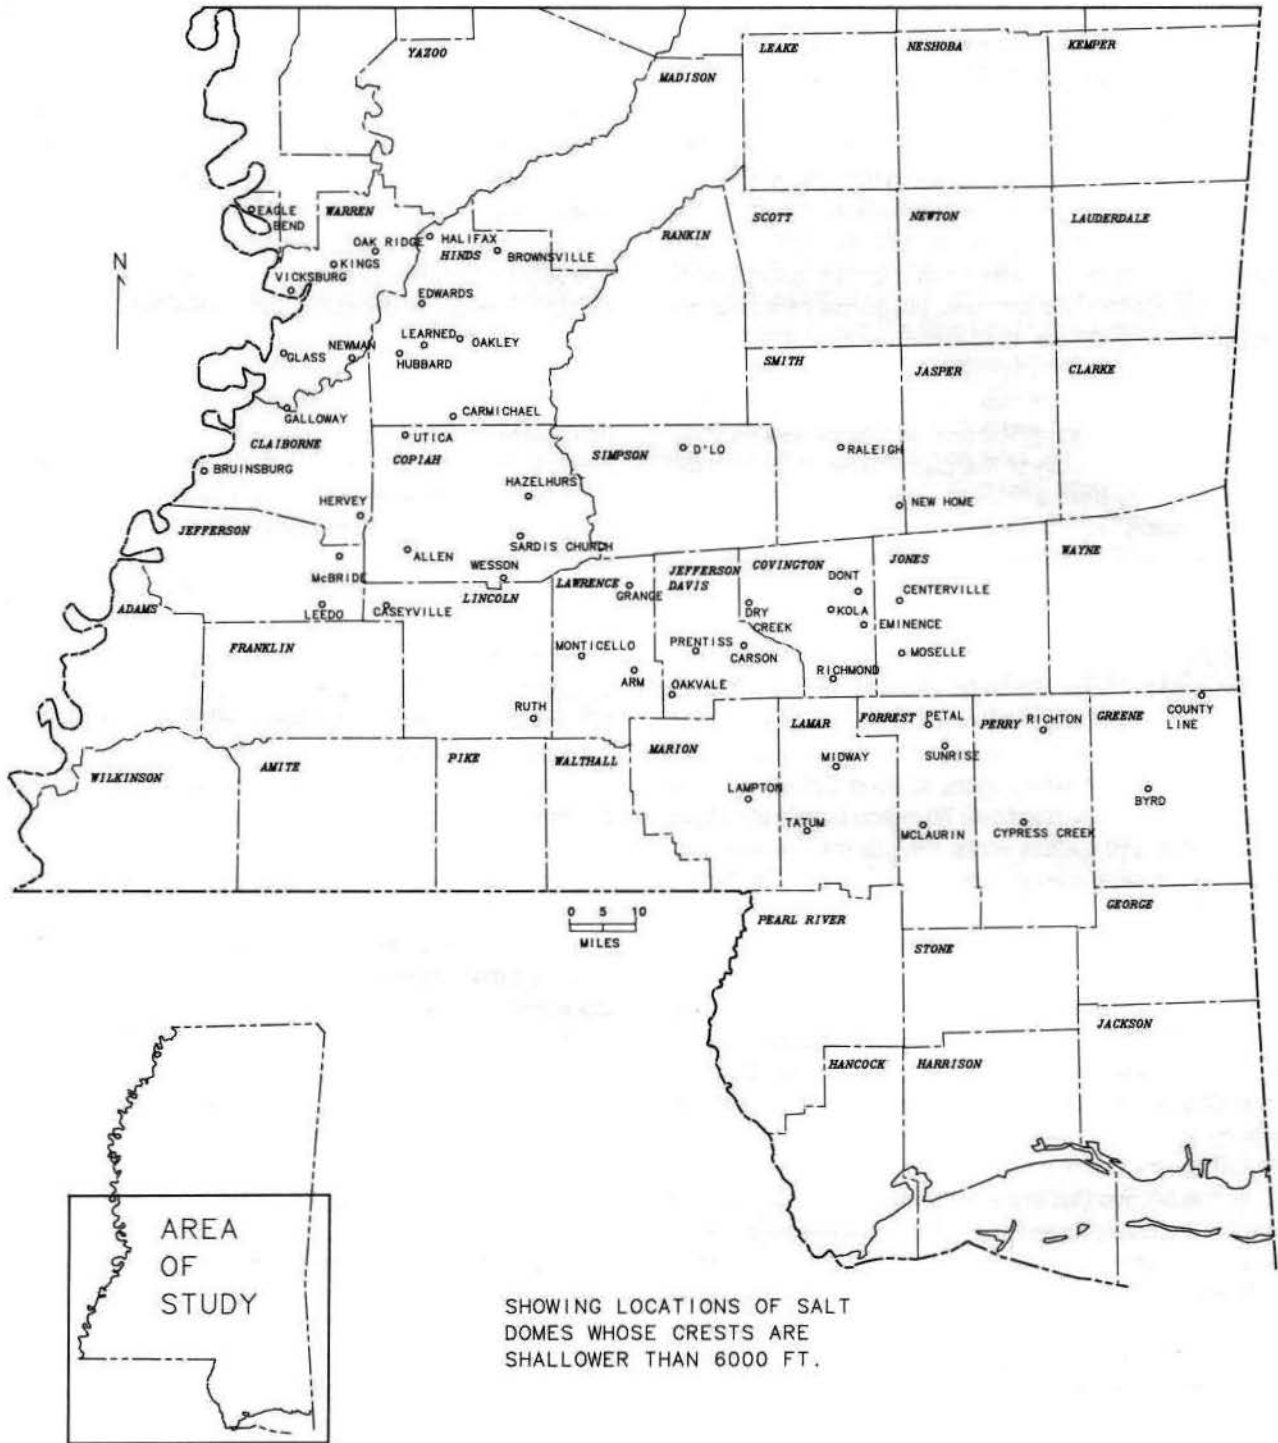 YAZOO
LEAKE
NESHOBA
KEMPER
MADISON
EAGLE
BEND
WARREN
OAK RIDGE
HALIFAX
HINDS
BROWNSVILLE
RANKIN
SCOTT
NEWTON
LAUDERDALE
N
KINGS
VICKSBURG
EDWARDS
LEARNED
OAKLEY
GLASS
NEWMAN
HUBBARD
SMITH
JASPER
CLARKE
GALLOWAY
CARMICHAEL
CLAIBORNE
UTICA
COPIAH
SIMPSON
D'LO
RALEIGH
BRUINSBURG
HAZELHURST
HERVEY
NEW HOME
JEFFERSON
SARDIS CHURCH
ALLEN
McBRIDE
WESSON
LINCOLN
LAWRENCE
GRANGE
JEFFERSON
DAVIS
COVINGTON
DONT
JONES
WAYNE
CENTERVILLE
ADAMS
LEEDO
CASEYVILLE
DRY
CREEK
KOLA
EMINENCE
FRANKLIN
MONTICELLO
PRENTISS
CARSON
MOSELLE
ARM
OAKVALE
RICHMOND
RUTH
LAMAR
FORREST
PETAL
PERRY
RICHTON
GREENE
COUNTY
LINE
WILKINSON
AMITE
PIKE
WALTHALL
MARION
MIDWAY
SUNRISE
LAMPTON
BYRD
TATUM
MCLAURIN
CYPRESS CREEK
0 5 10
MILES
PEARL RIVER
GEORGE
STONE
JACKSON
HANCOCK
HARRISON
AREA
OF
STUDY
SHOWING LOCATIONS OF SALT
DOMES WHOSE CRESTS ARE
SHALLOWER THAN 6000 FT.